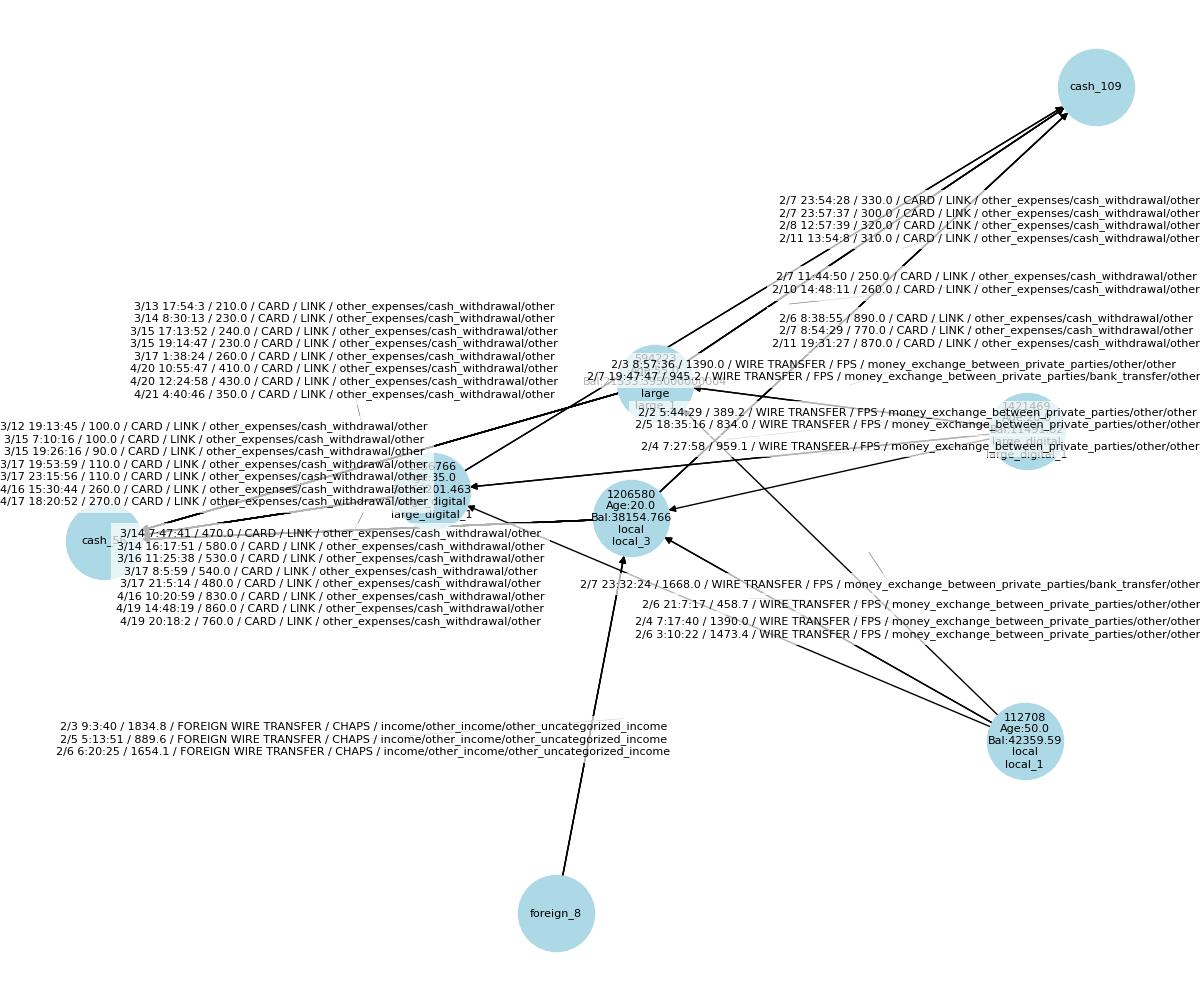 cash_109
2/7 23:54:28 / 330.0 / CARD / LINK / other_expenses/cash_withdrawal/other
2/7 23:57:37 / 300.0 / CARD / LINK / other_expenses/cash_withdrawal/other
2/8 12:57:39 / 320.0 / CARD / LINK / other_expenses/cash_withdrawal/other
2/11 13:54:8 / 310.0 / CARD / LINK / other_expenses/cash_withdrawal/other
2/7 11:44:50 / 250.0 / CARD / LINK / other_expenses/cash_withdrawal/other
2/10 14:48:11 / 260.0 / CARD / LINK / other_expenses/cash_withdrawal/other
2/6 8:38:55 / 890.0 / CARD / LINK / other_expenses/cash_withdrawal/other
2/7 8:54:29 / 770.0 / CARD / LINK / other_expenses/cash_withdrawal/other
2/11 19:31:27 / 870.0 / CARD / LINK / other_expenses/cash_withdrawal/other
3/13 17:54:3 / 210.0 / CARD / LINK / other_expenses/cash_withdrawal/other
3/14 8:30:13 / 230.0 / CARD / LINK / other_expenses/cash_withdrawal/other
3/15 17:13:52 / 240.0 / CARD / LINK / other_expenses/cash_withdrawal/other
3/15 19:14:47 / 230.0 / CARD / LINK / other_expenses/cash_withdrawal/other
3/17 1:38:24 / 260.0 / CARD / LINK / other_expenses/cash_withdrawal/other
4/20 10:55:47 / 410.0 / CARD / LINK / other_expenses/cash_withdrawal/other
4/20 12:24:58 / 430.0 / CARD / LINK / other_expenses/cash_withdrawal/other
4/21 4:40:46 / 350.0 / CARD / LINK / other_expenses/cash_withdrawal/other
594223
2/3 8:57:36 / 1390.0 / WIRE TRANSFER / FPS / money_exchange_between_private_parties/other/other
2/7 19:47:47 / 945.2 / WIRE TRANSFER / FPS / money_exchange_between_private_parties/bank_transfer/other
large
large_1
1421469
2/2 5:44:29 / 389.2 / WIRE TRANSFER / FPS / money_exchange_between_private_parties/other/other
2/5 18:35:16 / 834.0 / WIRE TRANSFER / FPS / money_exchange_between_private_parties/other/other
large_digital
2/4 7:27:58 / 959.1 / WIRE TRANSFER / FPS / money_exchange_between_private_parties/other/other
large_digital_1
3/12 19:13:45 / 100.0 / CARD / LINK / other_expenses/cash_withdrawal/other
3/15 7:10:16 / 100.0 / CARD / LINK / other_expenses/cash_withdrawal/other
3/15 19:26:16 / 90.0 / CARD / LINK / other_expenses/cash_withdrawal/other
3/17 19:53:59 / 110.0 / CARD / LINK / other_expenses/cash_withdrawal/other
3/17 23:15:56 / 110.0 / CARD / LINK / other_expenses/cash_withdrawal/other
4/16 15:30:44 / 260.0 / CARD / LINK / other_expenses/cash_withdrawal/other
4/17 18:20:52 / 270.0 / CARD / LINK / other_expenses/cash_withdrawal/other
digital
large_digital_1
1206580
Age:20.0
Bal:38154.766
local
local_3
cash_
3/14 7:47:41 / 470.0 / CARD / LINK / other_expenses/cash_withdrawal/other
3/14 16:17:51 / 580.0 / CARD / LINK / other_expenses/cash_withdrawal/other
3/16 11:25:38 / 530.0 / CARD / LINK / other_expenses/cash_withdrawal/other
3/17 8:5:59 / 540.0 / CARD / LINK / other_expenses/cash_withdrawal/other
3/17 21:5:14 / 480.0 / CARD / LINK / other_expenses/cash_withdrawal/other
4/16 10:20:59 / 830.0 / CARD / LINK / other_expenses/cash_withdrawal/other
4/19 14:48:19 / 860.0 / CARD / LINK / other_expenses/cash_withdrawal/other
4/19 20:18:2 / 760.0 / CARD / LINK / other_expenses/cash_withdrawal/other
2/7 23:32:24 / 1668.0 / WIRE TRANSFER / FPS / money_exchange_between_private_parties/bank_transfer/other
2/6 21:7:17 / 458.7 / WIRE TRANSFER / FPS / money_exchange_between_private_parties/other/other
2/4 7:17:40 / 1390.0 / WIRE TRANSFER / FPS / money_exchange_between_private_parties/other/other
2/6 3:10:22 / 1473.4 / WIRE TRANSFER / FPS / money_exchange_between_private_parties/other/other
2/3 9:3:40 / 1834.8 / FOREIGN WIRE TRANSFER / CHAPS / income/other_income/other_uncategorized_income
2/5 5:13:51 / 889.6 / FOREIGN WIRE TRANSFER / CHAPS / income/other_income/other_uncategorized_income
2/6 6:20:25 / 1654.1 / FOREIGN WIRE TRANSFER / CHAPS / income/other_income/other_uncategorized_income
112708
Age:50.0
Bal:42359.59
local
local_1
foreign_8